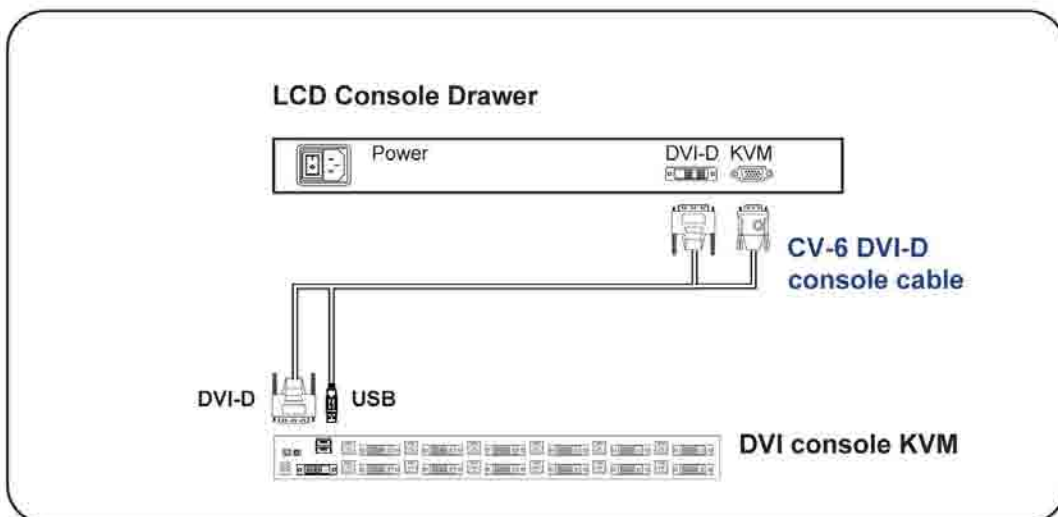 LCD Console Drawer
Power
DVI-D KVM
CV-6 DVI-D
console cable
DVI-D
USB
DVI console KVM